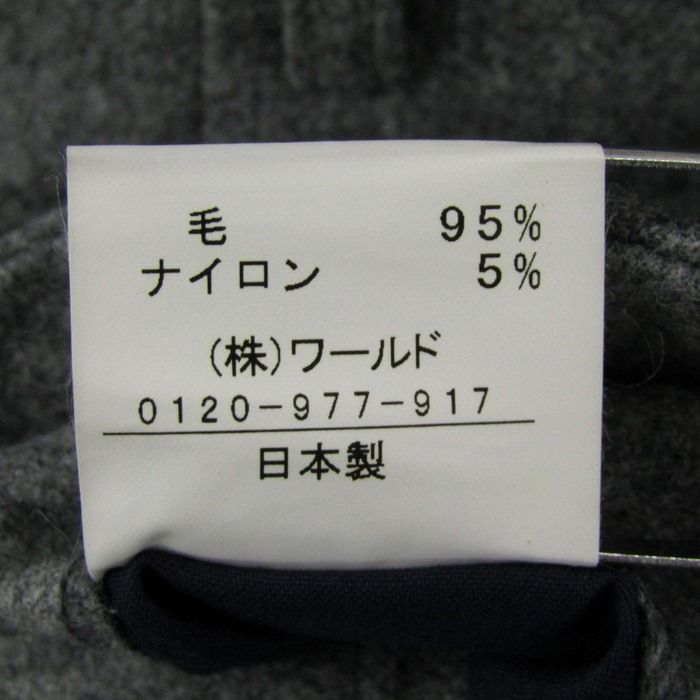 毛 95%
ナイロン 5%
(株)ワールド
0120-977-917
日本製